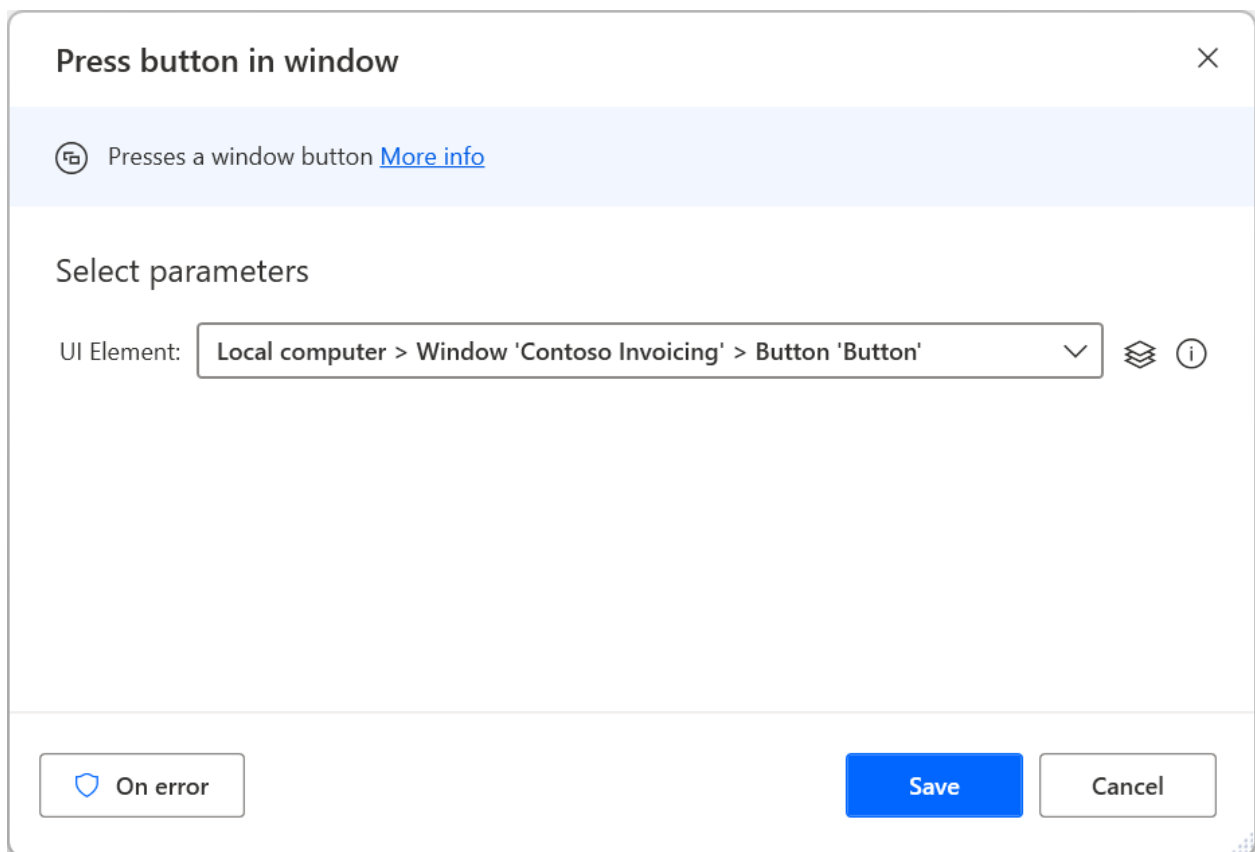 Press button in window
Presses a window button More info
Select parameters
UI Element: Local computer > Window 'Contoso Invoicing' > Button 'Button'
On error
Save
Cancel